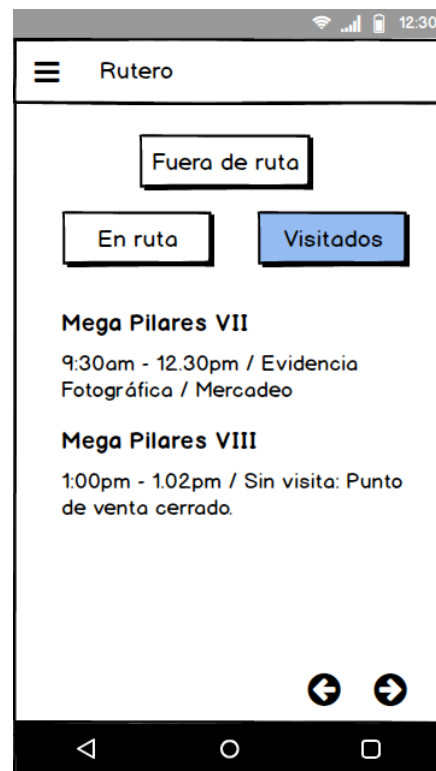 12:30
Rutero
Fuera de ruta
En ruta
Visitados
Mega Pilares VII
9:30am - 12.30pm / Evidencia
Fotográfica / Mercadeo
Mega Pilares VIII
1:00pm - 1.02pm / Sin visita: Punto
de venta cerrado.